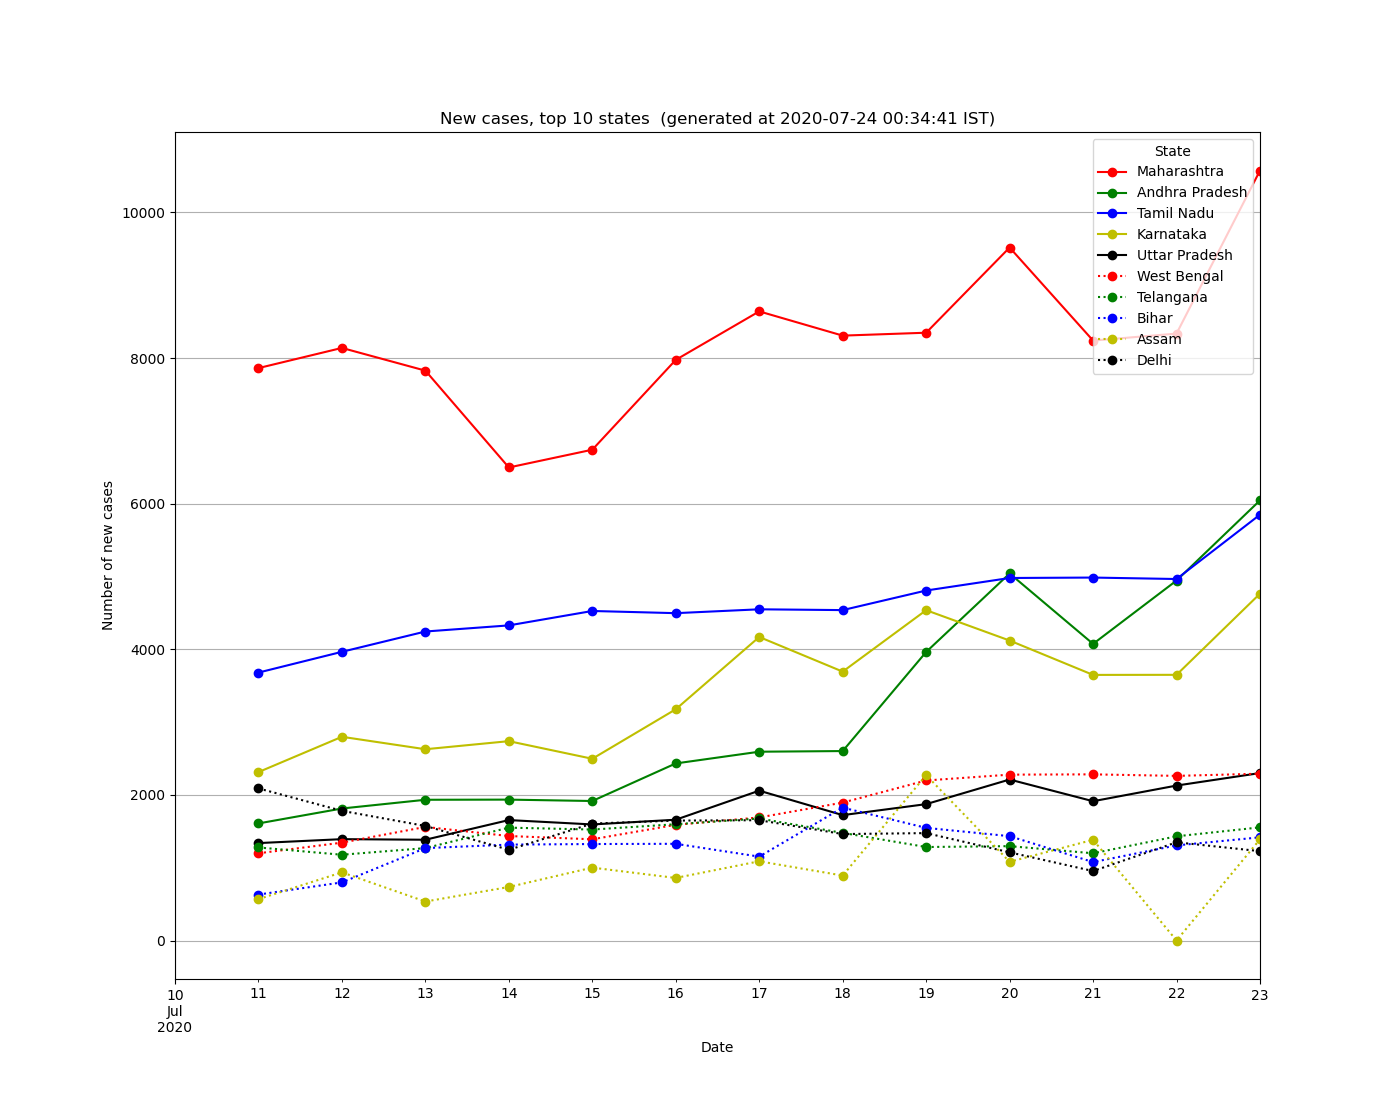 New cases, top 10 states  (generated at 2020-07-24 00:34:41 IST)
State
Maharashtra
Andhra Pradesh
Tamil Nadu
Karnataka
Uttar Pradesh
West Bengal
Telangana
Bihar
Assam
Delhi
10000
8000
6000
4000
2000
0
Number of new cases
10 11 12 13 14 15 16 17 18 19 20 21 22 23
Jul
2020
Date